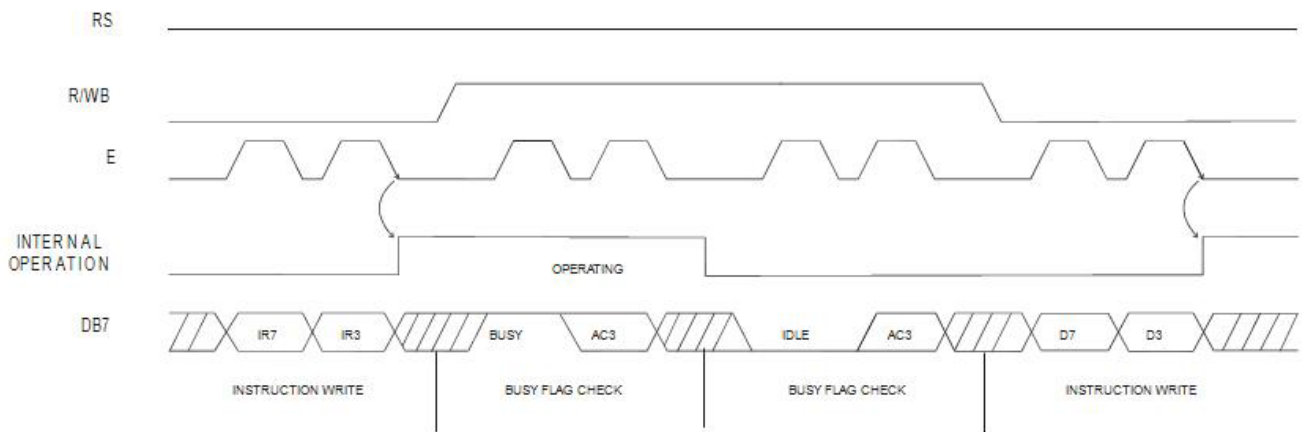 RS
R/WB
E
INTERNAL
OPERATION
OPERATING
DB7
IR7 IR3 BUSY AC3 IDLE AC3 D7 D3
INSTRUCTION WRITE BUSY FLAG CHECK BUSY FLAG CHECK INSTRUCTION WRITE